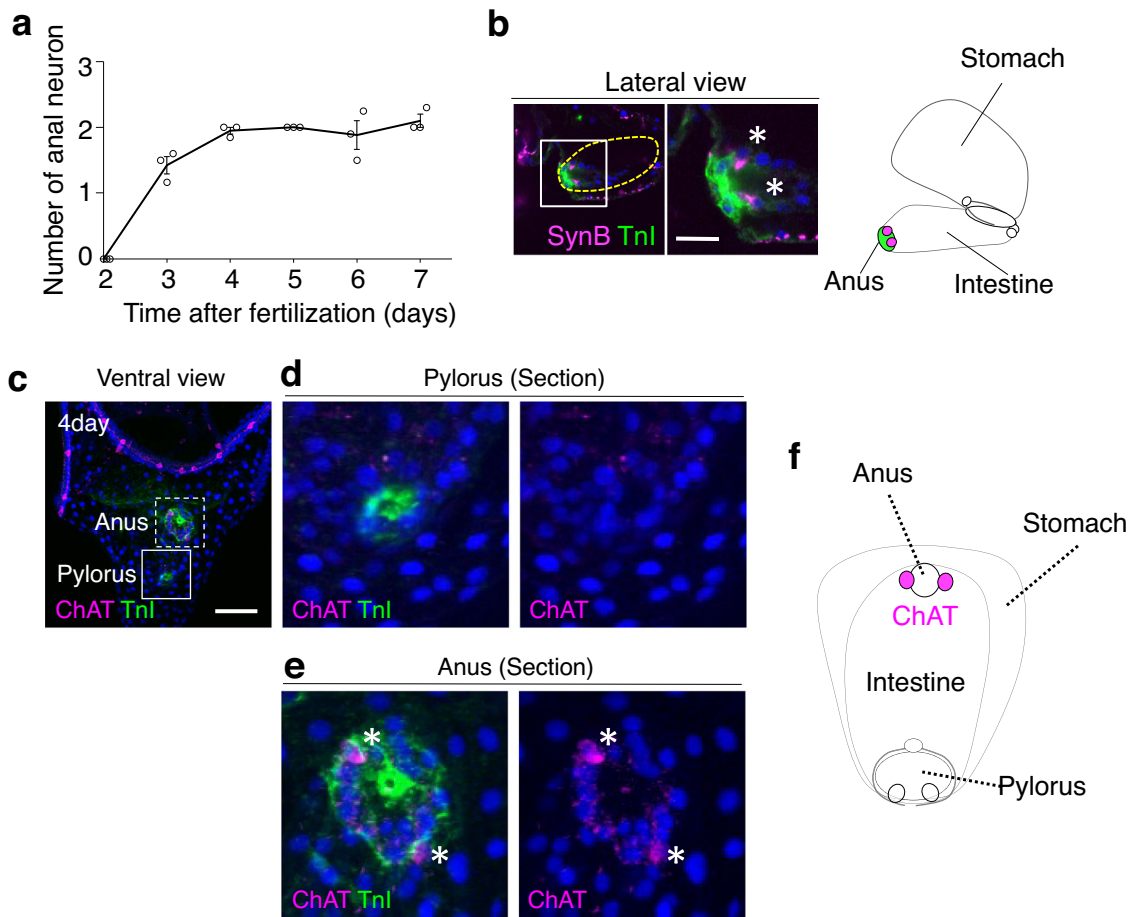 a
Number of anal neuron
3
2
1
0
2 3 4 5 6 7
Time after fertilization (days)
b
Lateral view
SynB TnI
*
*
Stomach
Anus
Intestine
c
Ventral view
4day
Anus
Pylorus
ChAT TnI
d
Pylorus (Section)
ChAT TnI
ChAT
e
Anus (Section)
*
*
ChAT TnI
*
*
ChAT
f
Anus
Stomach
ChAT
Intestine
Pylorus